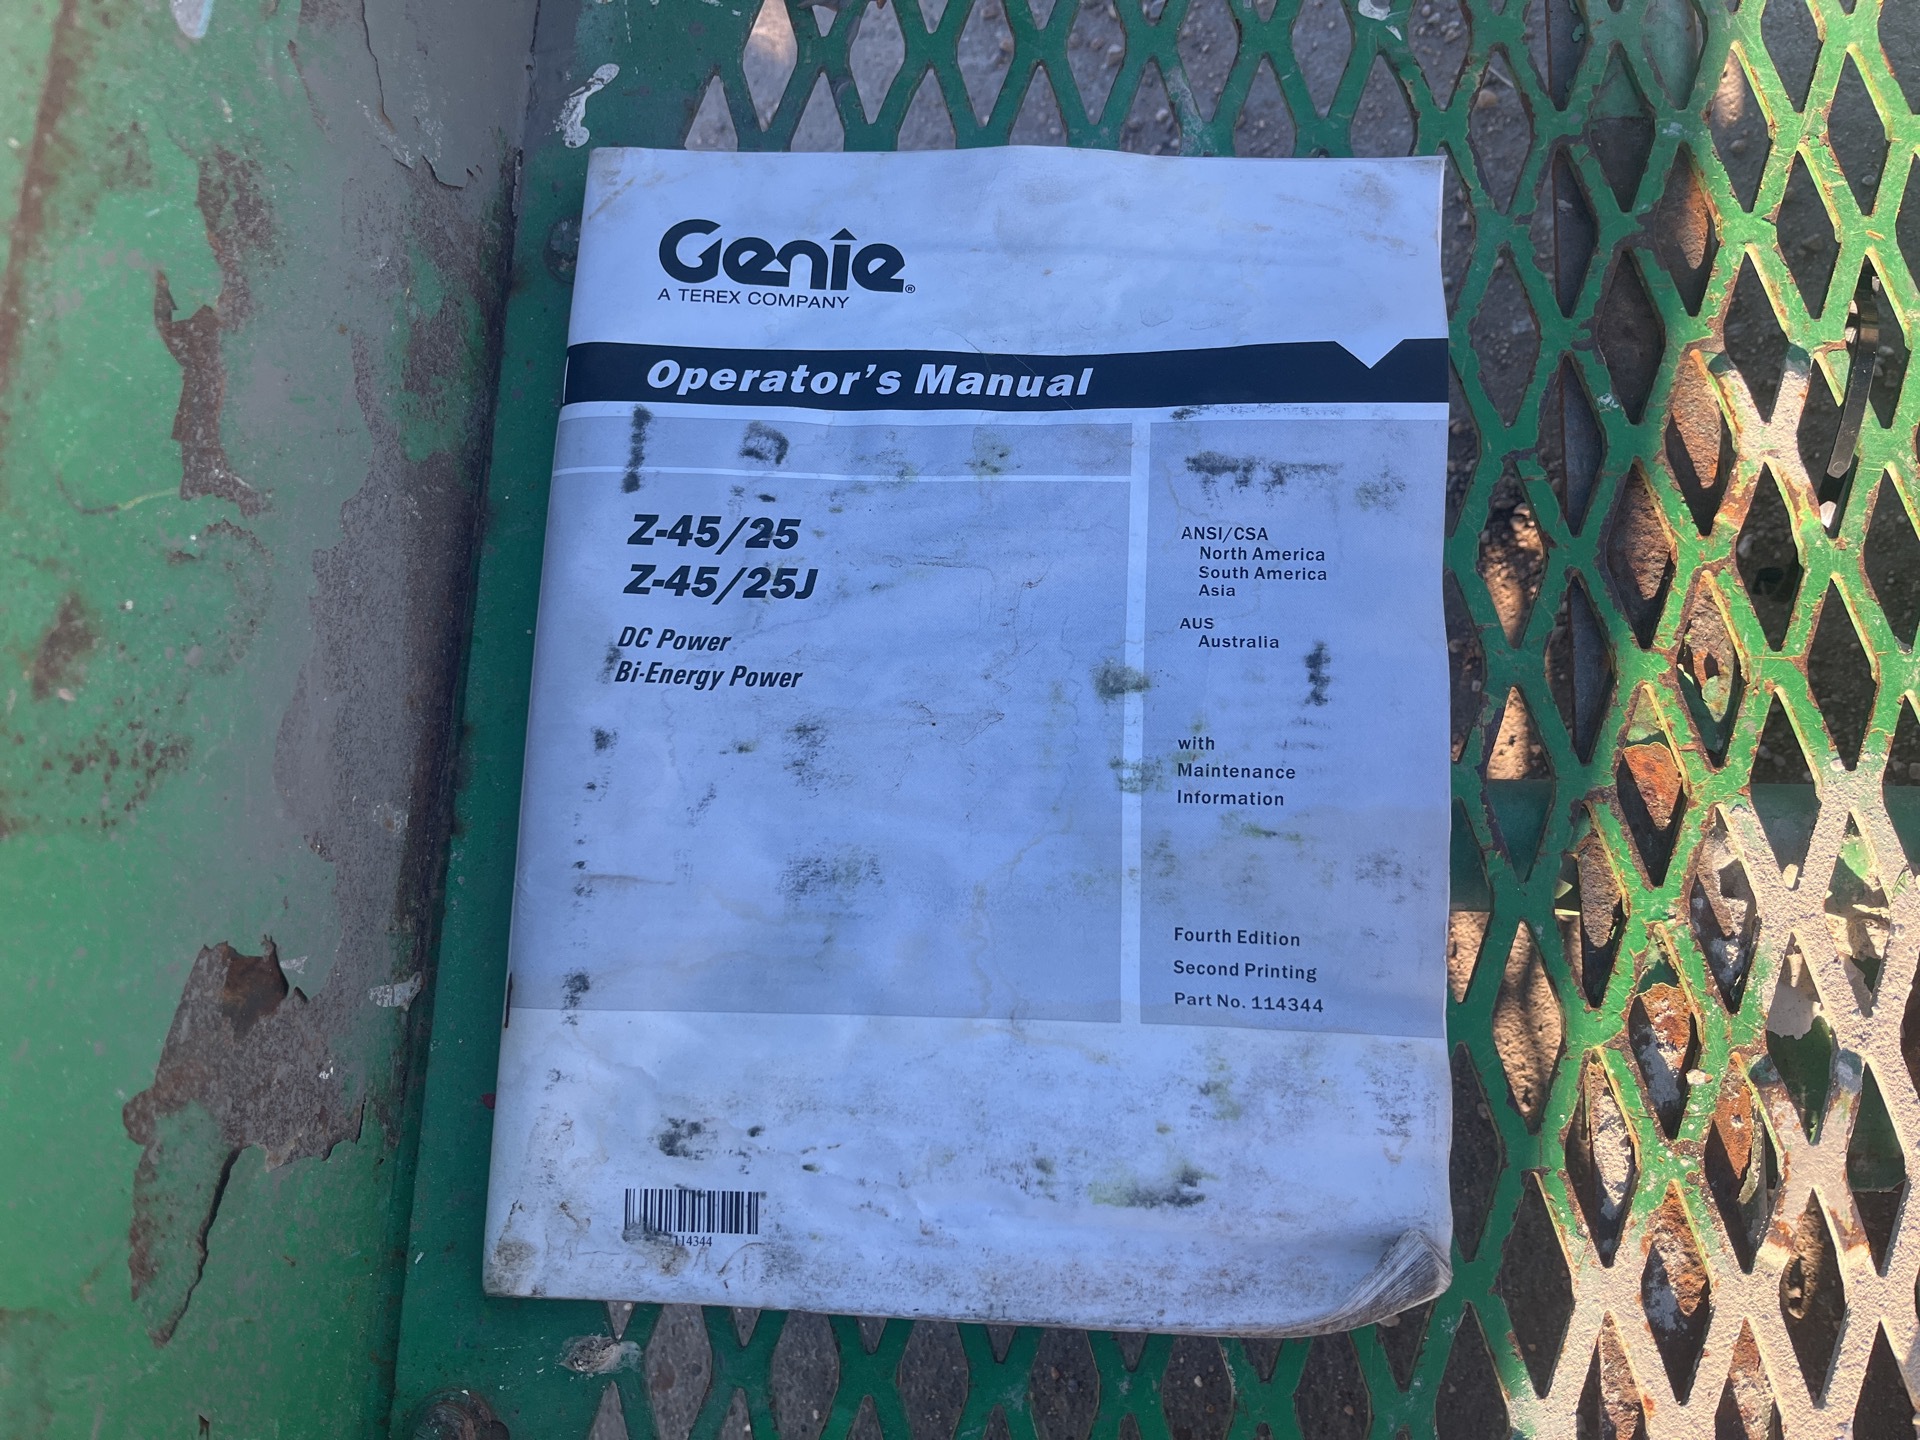 Genie®
A TEREX COMPANY
Operator's Manual
Z-45/25
Z-45/25J
DC Power
Bi-Energy Power
ANSI/CSA
North America
South America
Asia
AUS
Australia
with
Maintenance
Information
Fourth Edition
Second Printing
Part No. 114344
114344